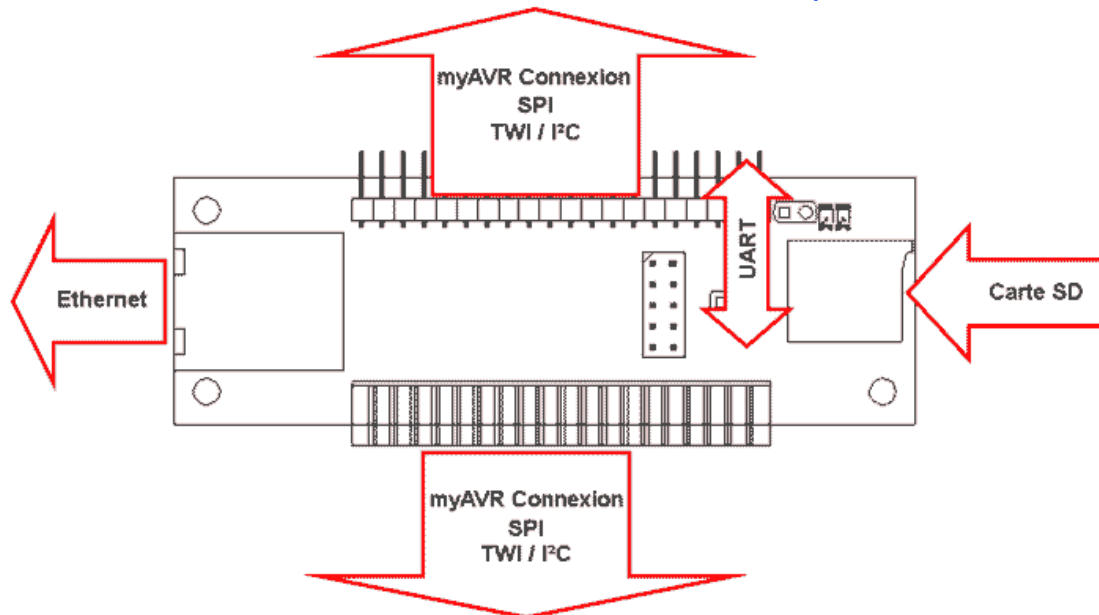 myAVR Connexion
SPI
TWI / I²C
UART
Ethernet
Carte SD
myAVR Connexion
SPI
TWI / I²C